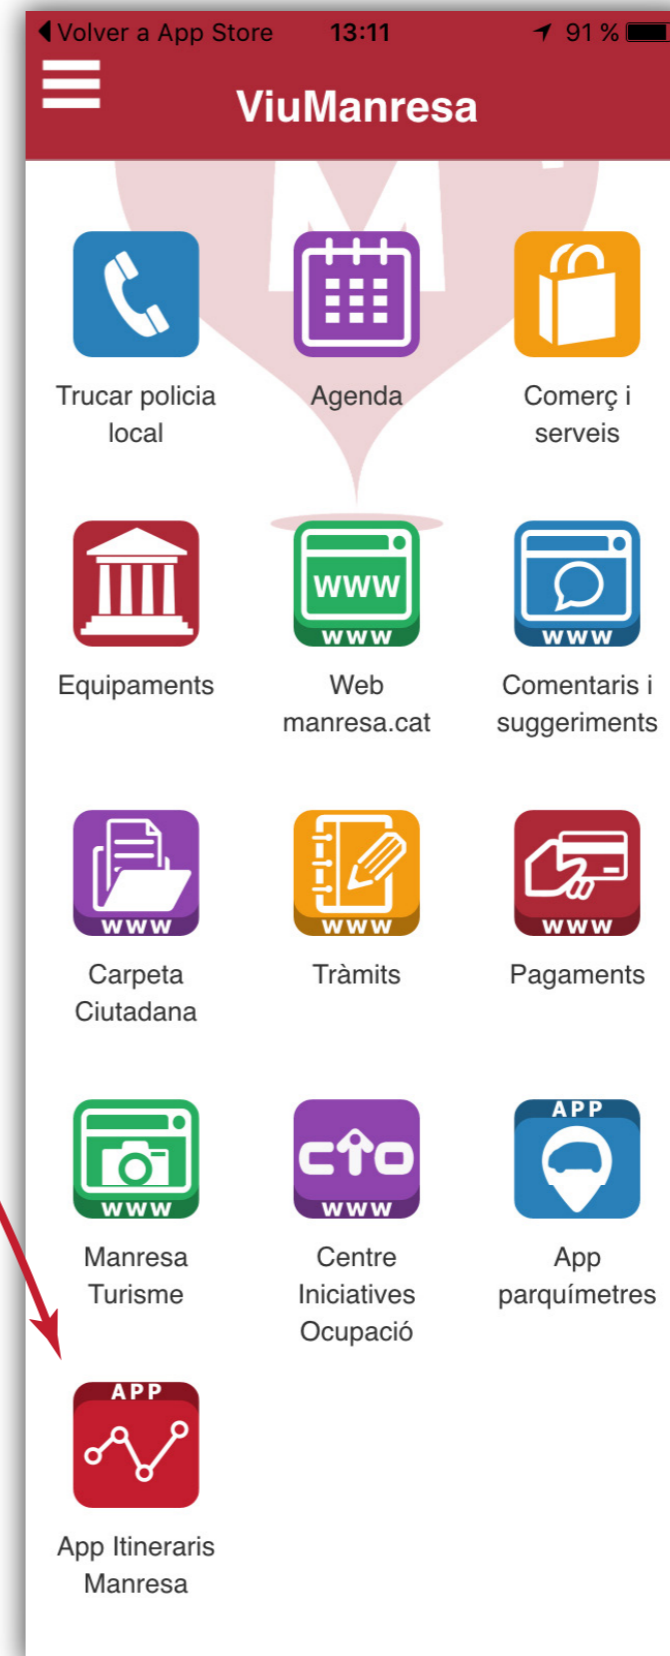 Volver a App Store 13:11 91 %
ViuManresa
M
Trucar policia
local
Agenda
Comerç i
serveis
WWW
WWW
WWW
Equipaments
Web
manresa.cat
Comentaris i
suggeriments
WWW
WWW
WWW
Carpeta
Ciutadana
Tràmits
Pagaments
APP
cio
WWW
WWW
Manresa
Turisme
Centre
Iniciatives
Ocupació
App
parquímetres
APP
App Itineraris
Manresa